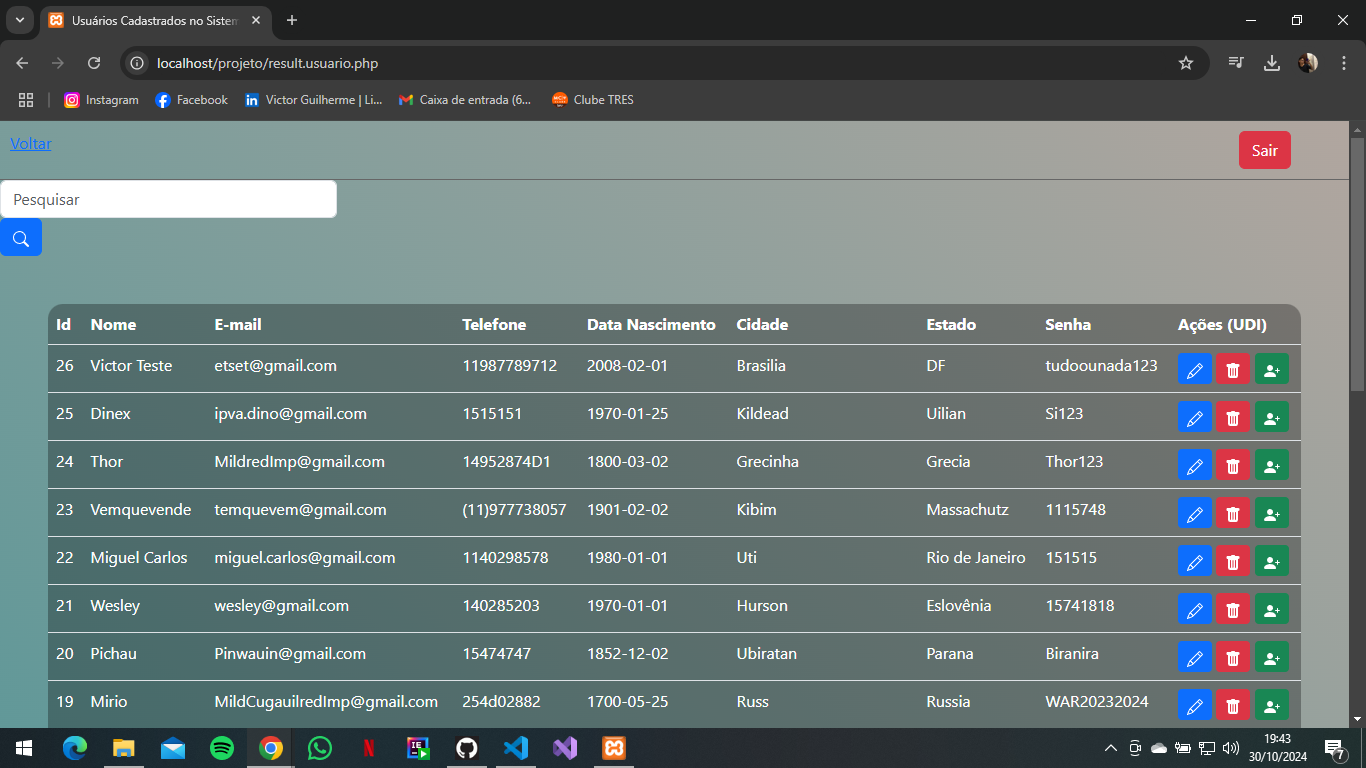 Usuários Cadastrados no Sistem
localhost/projeto/result.usuario.php
Instagram Facebook Victor Guilherme | Li... Caixa de entrada (6... Clube TRES
Voltar Sair
Pesquisar
Id Nome E-mail Telefone Data Nascimento Cidade Estado Senha Ações (UDI)
26 Victor Teste etset@gmail.com 11987789712 2008-02-01 Brasilia DF tudoounada123
25 Dinex ipva.dino@gmail.com 1515151 1970-01-25 Kildead Uilian Si123
24 Thor MildredImp@gmail.com 14952874D1 1800-03-02 Grecinha Grecia Thor123
23 Vemquevende temquevem@gmail.com (11)977738057 1901-02-02 Kibim Massachutz 1115748
22 Miguel Carlos miguel.carlos@gmail.com 1140298578 1980-01-01 Uti Rio de Janeiro 151515
21 Wesley wesley@gmail.com 140285203 1970-01-01 Hurson Eslovênia 15741818
20 Pichau Pinwauin@gmail.com 15474747 1852-12-02 Ubiratan Parana Biranira
19 Mirio MildCugauilredImp@gmail.com 254d02882 1700-05-25 Russ Russia WAR20232024
19:43
30/10/2024
7